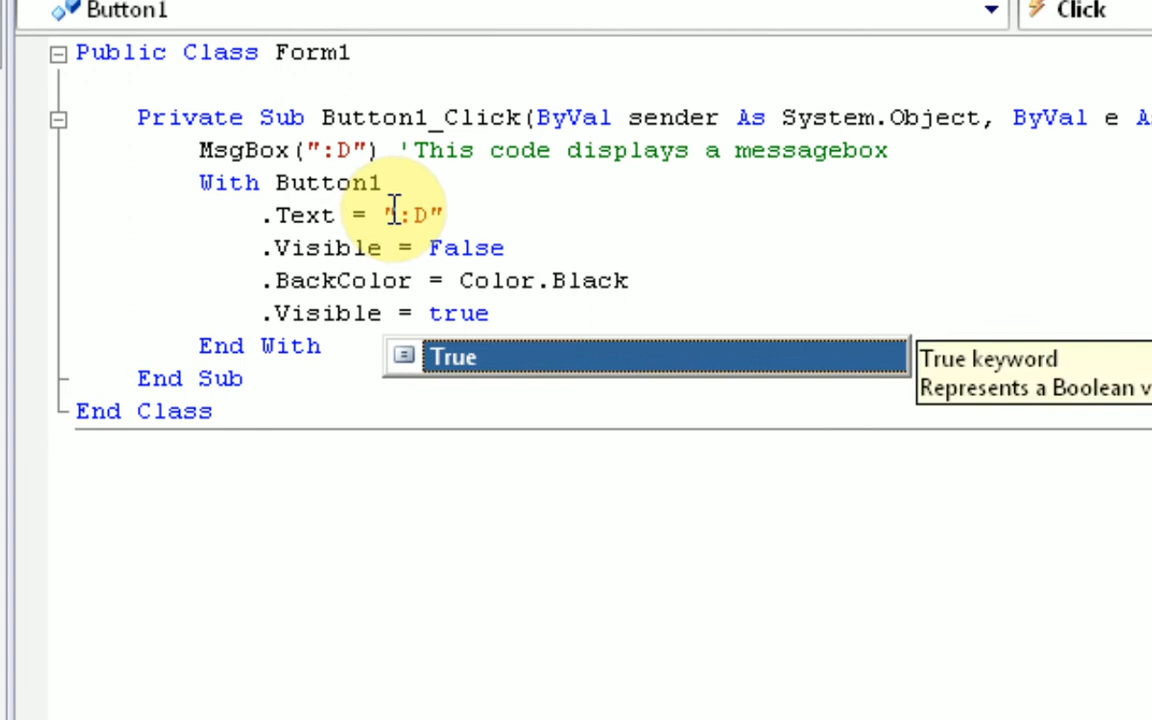 Button1 Click
Public Class Form1
Private Sub Button1_Click(ByVal sender As System.Object, ByVal e
MsgBox(":D") 'This code displays a messagebox
With Button1
.Text = ":D"
.Visible = False
.BackColor = Color.Black
.Visible = true
End With
True
True keyword
Represents a Boolean
End Sub
End Class